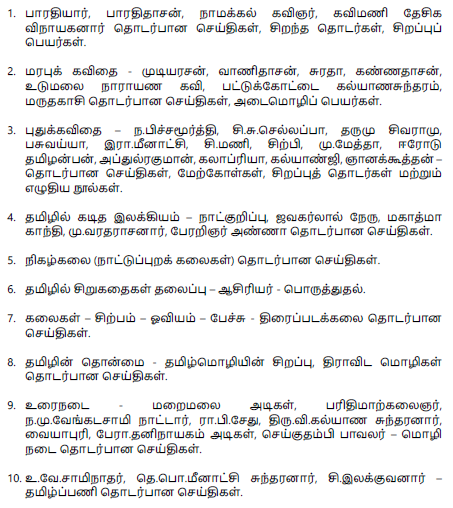 1. பாரதியார், பாரதிதாசன், நாமக்கல் கவிஞர், கவிமணி தேசிக
விநாயகனார் தொடர்பான செய்திகள், சிறந்த தொடர்கள், சிறப்புப்
பெயர்கள்.
2. மரபுக் கவிதை - முடியரசன், வாணிதாசன், சுரதா, கண்ணதாசன்,
உடுமலை நாராயண கவி, பட்டுக்கோட்டை கல்யாணசுந்தரம்,
மருதகாசி தொடர்பான செய்திகள், அடைமொழிப் பெயர்கள்.
3. புதுக்கவிதை – ந.பிச்சமூர்த்தி, சி.சு.செல்லப்பா, தருமு சிவராமு,
பசுவய்யா, இரா.மீனாட்சி, சி.மணி, சிற்பி, மு.மேத்தா, ஈரோடு
தமிழன்பன், அப்துல்ரகுமான், கலாப்ரியா, கல்யாண்ஜி, ஞானக்கூத்தன் –
தொடர்பான செய்திகள், மேற்கோள்கள், சிறப்புத் தொடர்கள் மற்றும்
எழுதிய நூல்கள்.
4. தமிழில் கடித இலக்கியம் – நாட்குறிப்பு, ஜவகர்லால் நேரு, மகாத்மா
காந்தி, மு.வரதராசனார், பேரறிஞர் அண்ணா தொடர்பான செய்திகள்.
5. நிகழ்கலை (நாட்டுப்புறக் கலைகள்) தொடர்பான செய்திகள்.
6. தமிழில் சிறுகதைகள் தலைப்பு – ஆசிரியர் - பொருத்துதல்.
7. கலைகள் – சிற்பம் – ஓவியம் – பேச்சு - திரைப்படக்கலை தொடர்பான
செய்திகள்.
8. தமிழின் தொன்மை - தமிழ்மொழியின் சிறப்பு, திராவிட மொழிகள்
தொடர்பான செய்திகள்.
9. உரைநடை - மறைமலை அடிகள், பரிதிமாற்கலைஞர்,
ந.மு.வேங்கடசாமி நாட்டார், ரா.பி.சேது, திரு.வி.கல்யாண சுந்தரனார்,
வையாபுரி, பேரா.தனிநாயகம் அடிகள், செய்குதம்பி பாவலர் – மொழி
நடை தொடர்பான செய்திகள்.
10. உ.வே.சாமிநாதர், தெ.பொ.மீனாட்சி சுந்தரனார், சி.இலக்குவனார் –
தமிழ்ப்பணி தொடர்பான செய்திகள்.